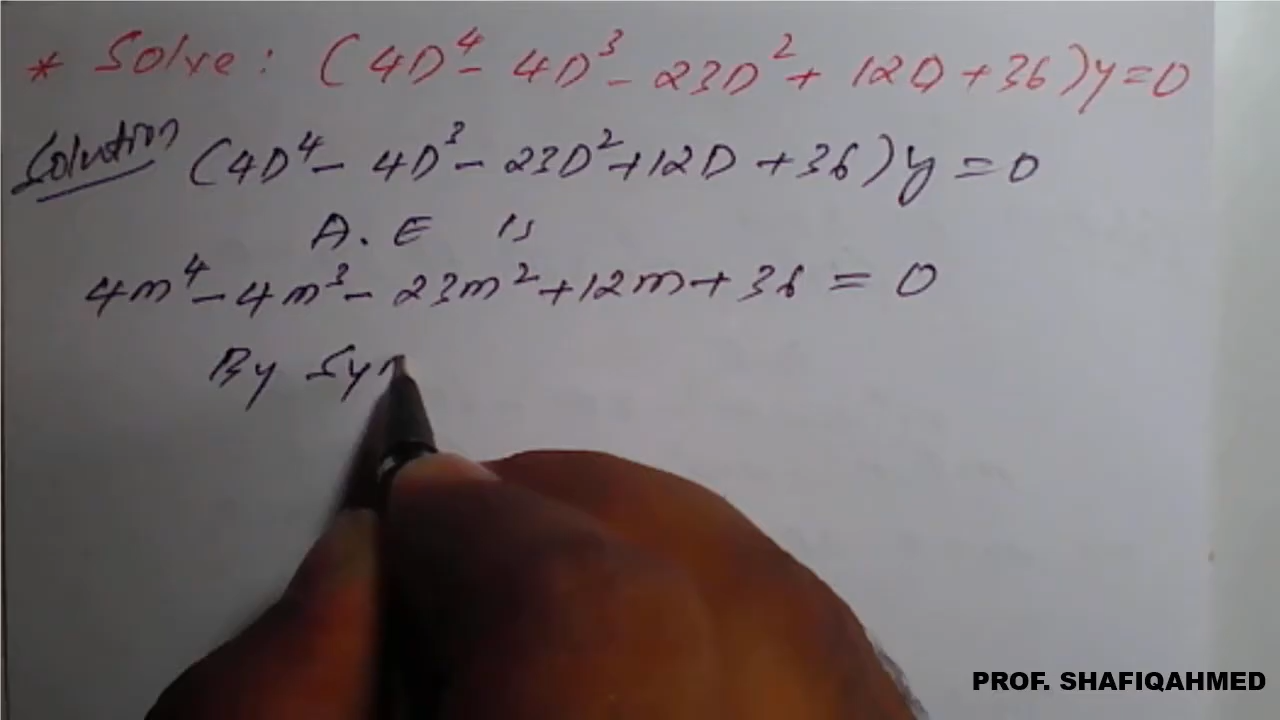 * Solve: (4D⁴- 4D³- 23D²+ 12D+36)y=0
Solution (4D⁴- 4D³- 23D²+12D+36)y=0
A.E is
4m⁴-4m³- 23m²+12m+36=0
By Syn
PROF. SHAFIQAHMED